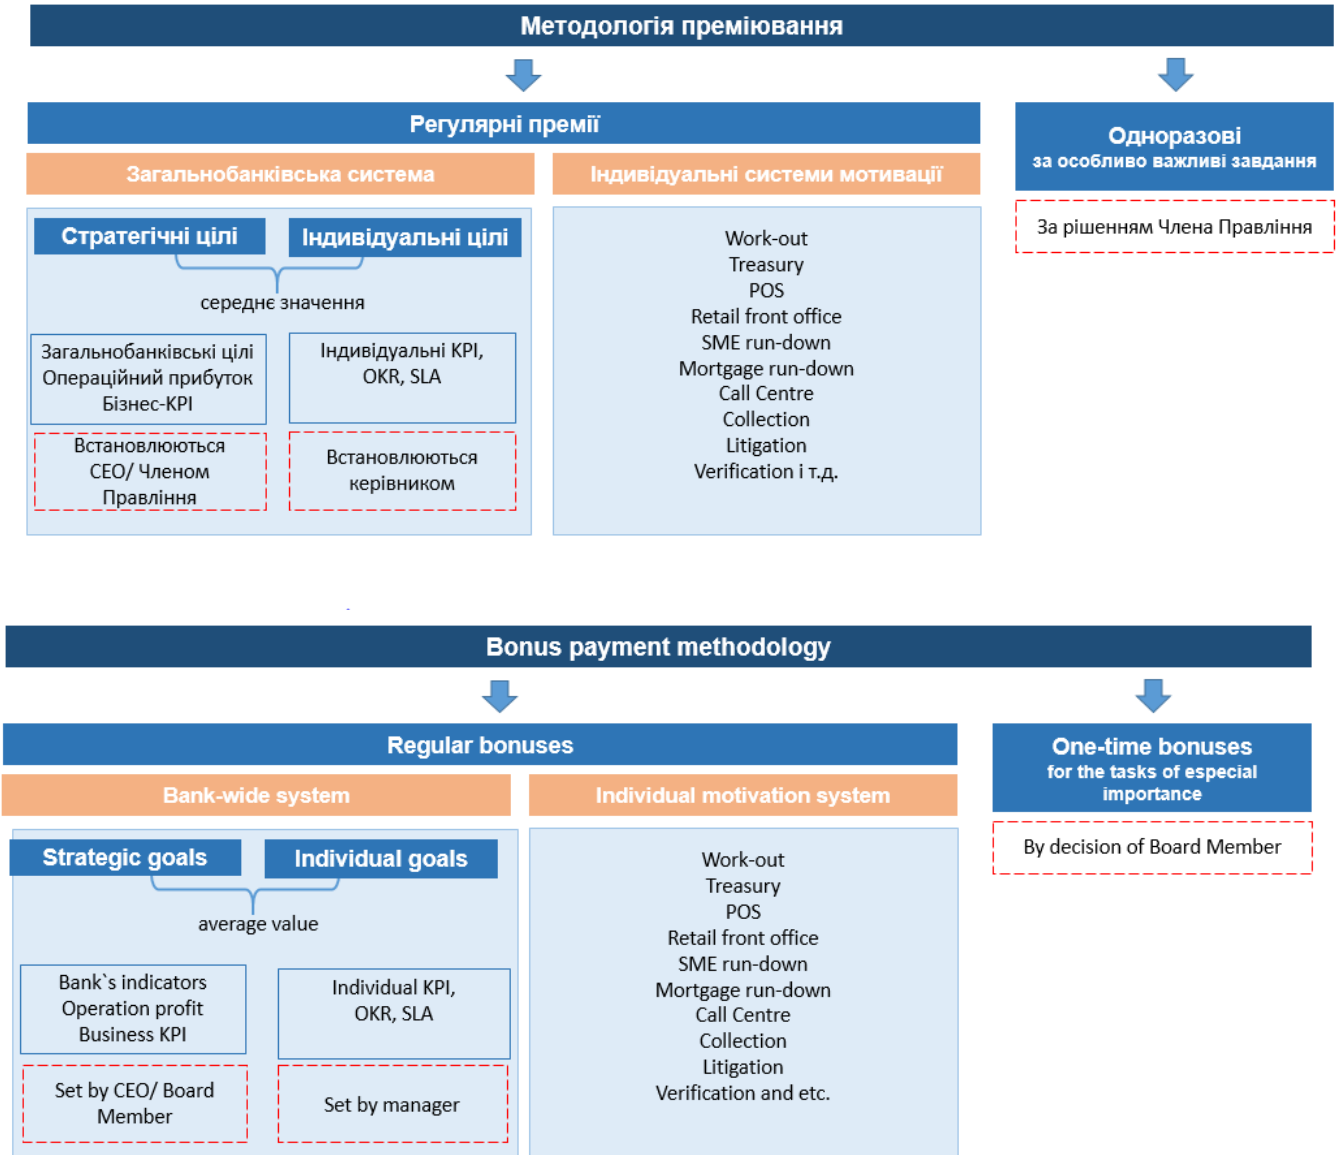 Методологія преміювання
Регулярні премії
Одноразові
за особливо важливі завдання
Загальнобанківська система
Індивідуальні системи мотивації
За рішенням Члена Правління
Стратегічні цілі
Індивідуальні цілі
середнє значення
Загальнобанківські цілі
Операційний прибуток
Бізнес-KPI
Індивідуальні KPI,
OKR, SLA
Встановлюються
CEO/ Членом
Правління
Встановлюються
керівником
Work-out
Treasury
POS
Retail front office
SME run-down
Mortgage run-down
Call Centre
Collection
Litigation
Verification і т.д.
Bonus payment methodology
Regular bonuses
One-time bonuses
for the tasks of especial
importance
Bank-wide system
Individual motivation system
By decision of Board Member
Strategic goals
Individual goals
average value
Bank`s indicators
Operation profit
Business KPI
Individual KPI,
OKR, SLA
Set by CEO/ Board
Member
Set by manager
Work-out
Treasury
POS
Retail front office
SME run-down
Mortgage run-down
Call Centre
Collection
Litigation
Verification and etc.